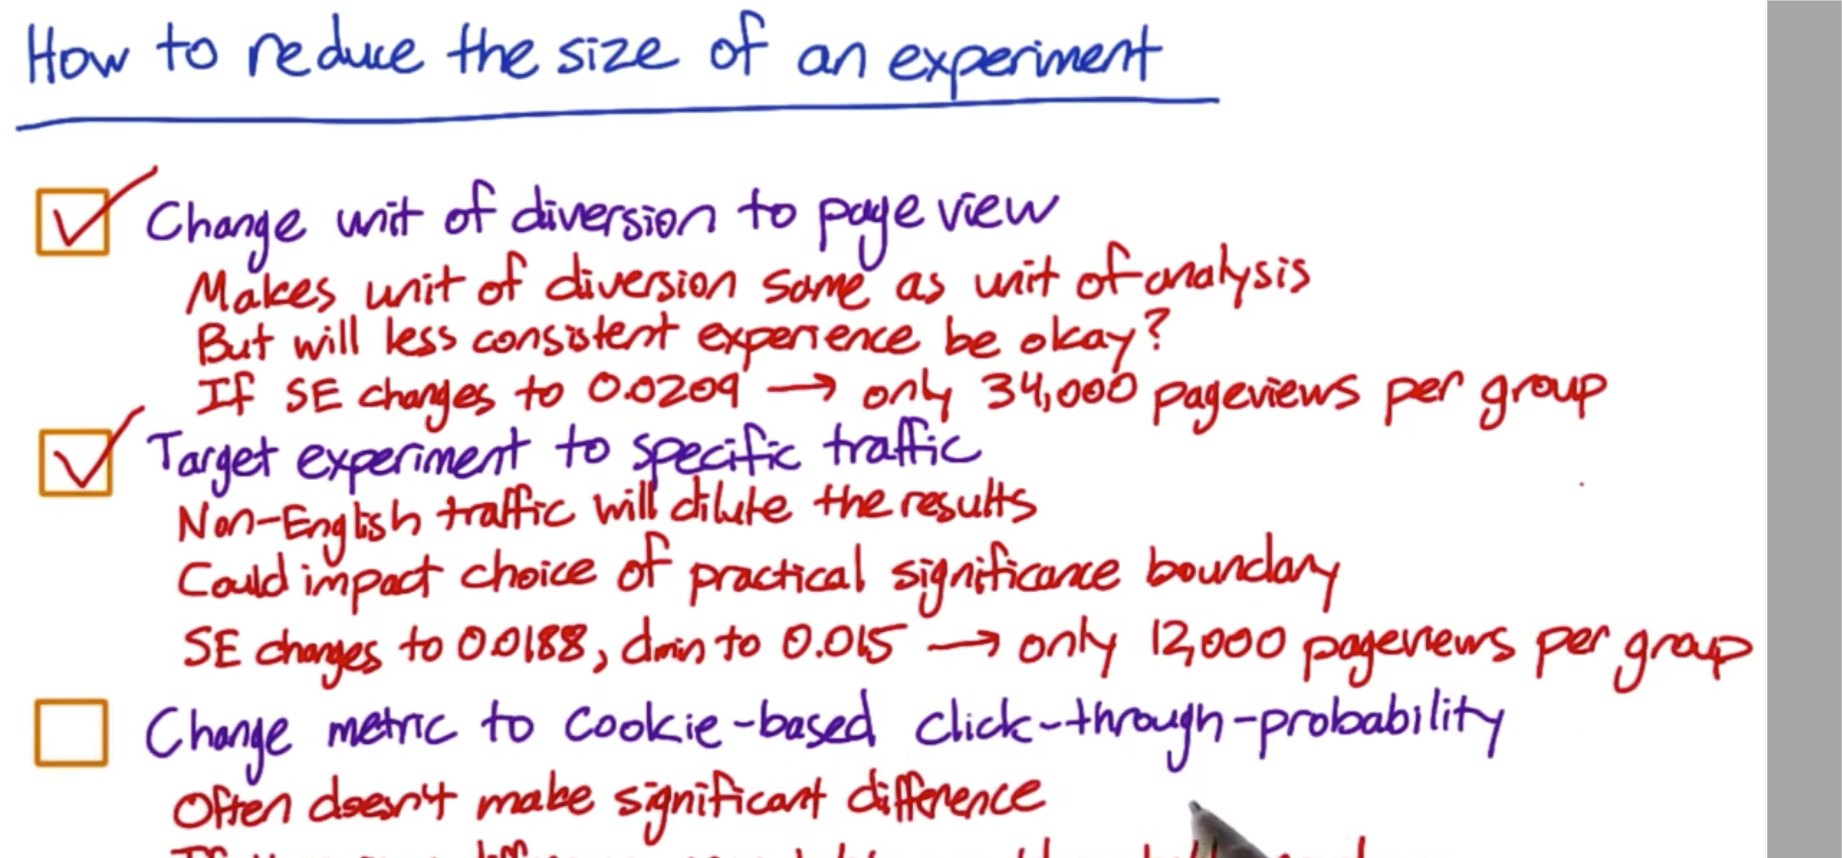 How to reduce the size of an experiment
Change unit of diversion to page view
Makes unit of diversion same as unit of analysis
But will less consistent experience be okay?
If SE changes to 0.0209 → only 34,000 pageviews per group
Target experiment to specific traffic
Non-English traffic will dilute the results
Could impact choice of practical significance boundary
SE changes to 0.0188, dmin to 0.015 → only 12,000 pageviews per group
Change metric to cookie-based click-through-probability
Often doesn't make significant difference